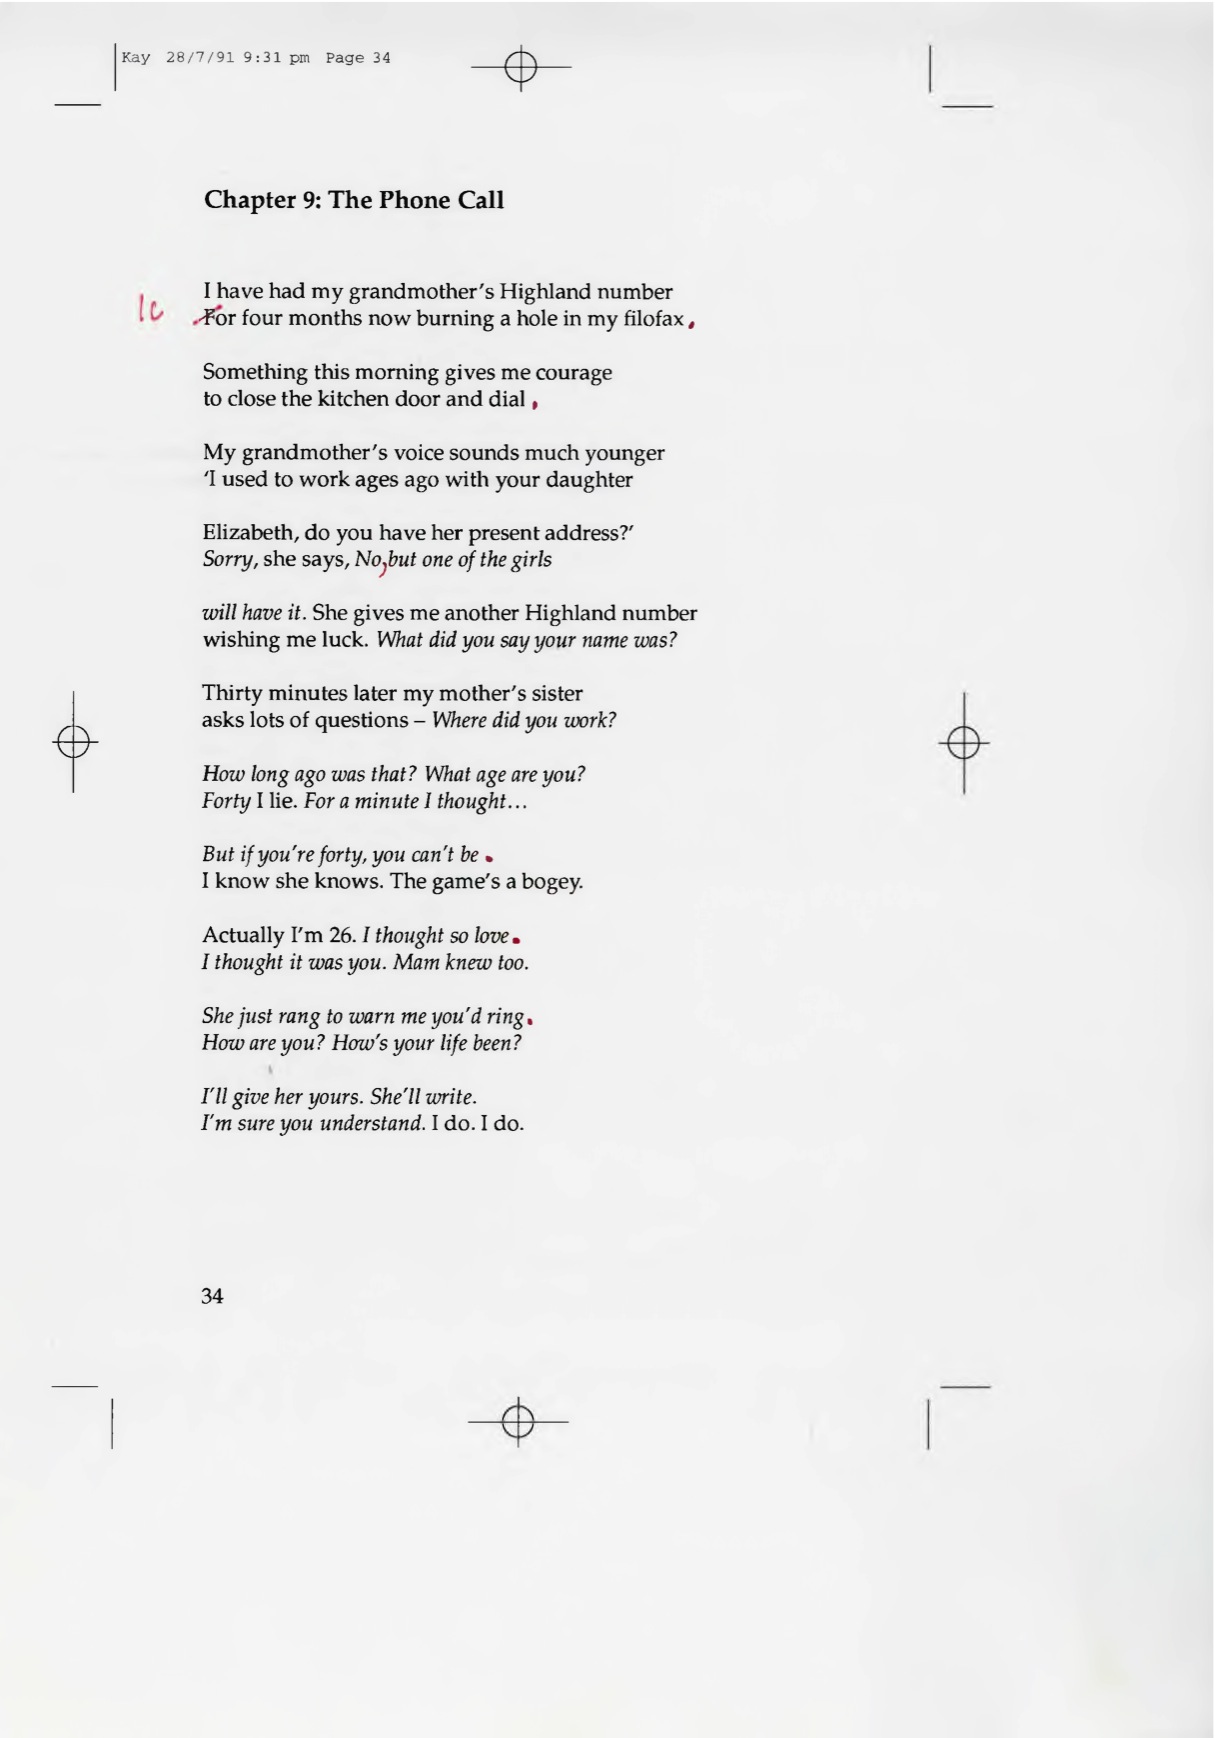 Kay 28/7/91 9:31 pm Page 34
Chapter 9: The Phone Call
I have had my grandmother's Highland number
lc For four months now burning a hole in my filofax,
Something this morning gives me courage
to close the kitchen door and dial,
My grandmother's voice sounds much younger
'I used to work ages ago with your daughter
Elizabeth, do you have her present address?'
Sorry, she says, No, but one of the girls
will have it. She gives me another Highland number
wishing me luck. What did you say your name was?
Thirty minutes later my mother's sister
asks lots of questions – Where did you work?
How long ago was that? What age are you?
Forty I lie. For a minute I thought...
But if you're forty, you can't be.
I know she knows. The game's a bogey.
Actually I'm 26. I thought so love.
I thought it was you. Mam knew too.
She just rang to warn me you'd ring.
How are you? How's your life been?
I'll give her yours. She'll write.
I'm sure you understand. I do. I do.
34